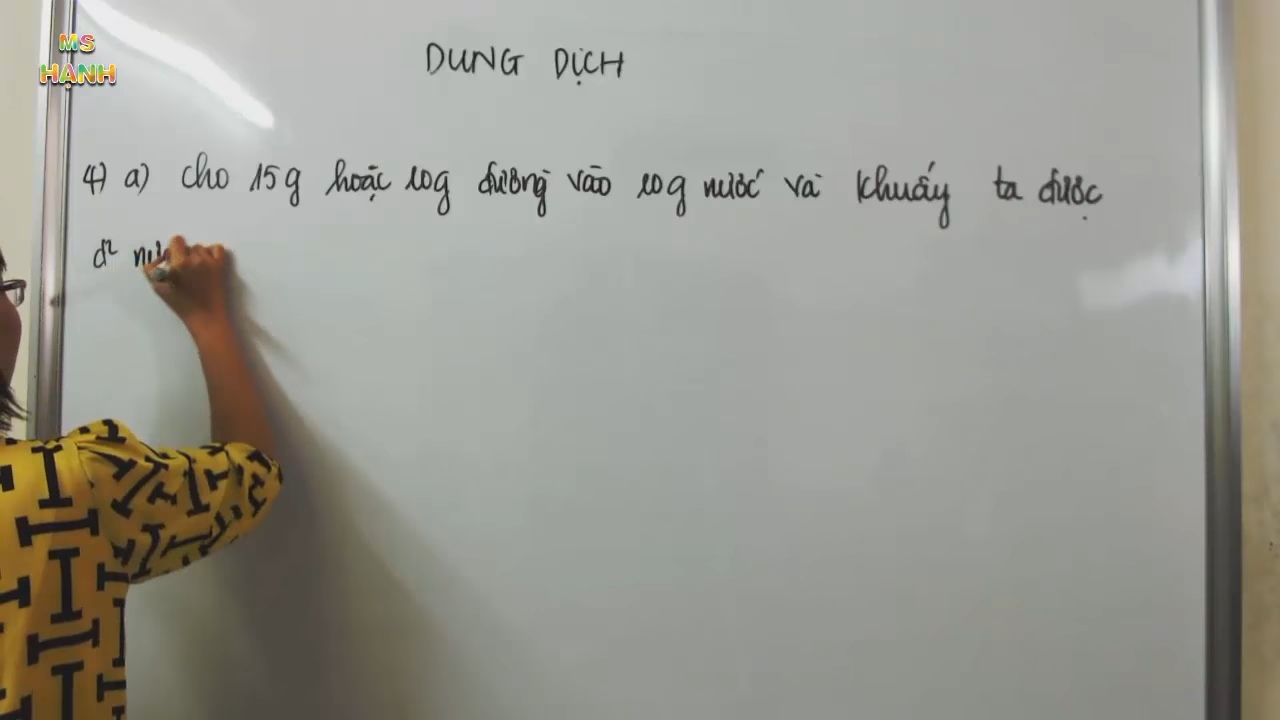 MS
HẠNH
DUNG DỊCH
4) a) Cho 15g hoặc 10g đường vào 10g nước và khuấy ta được
d²